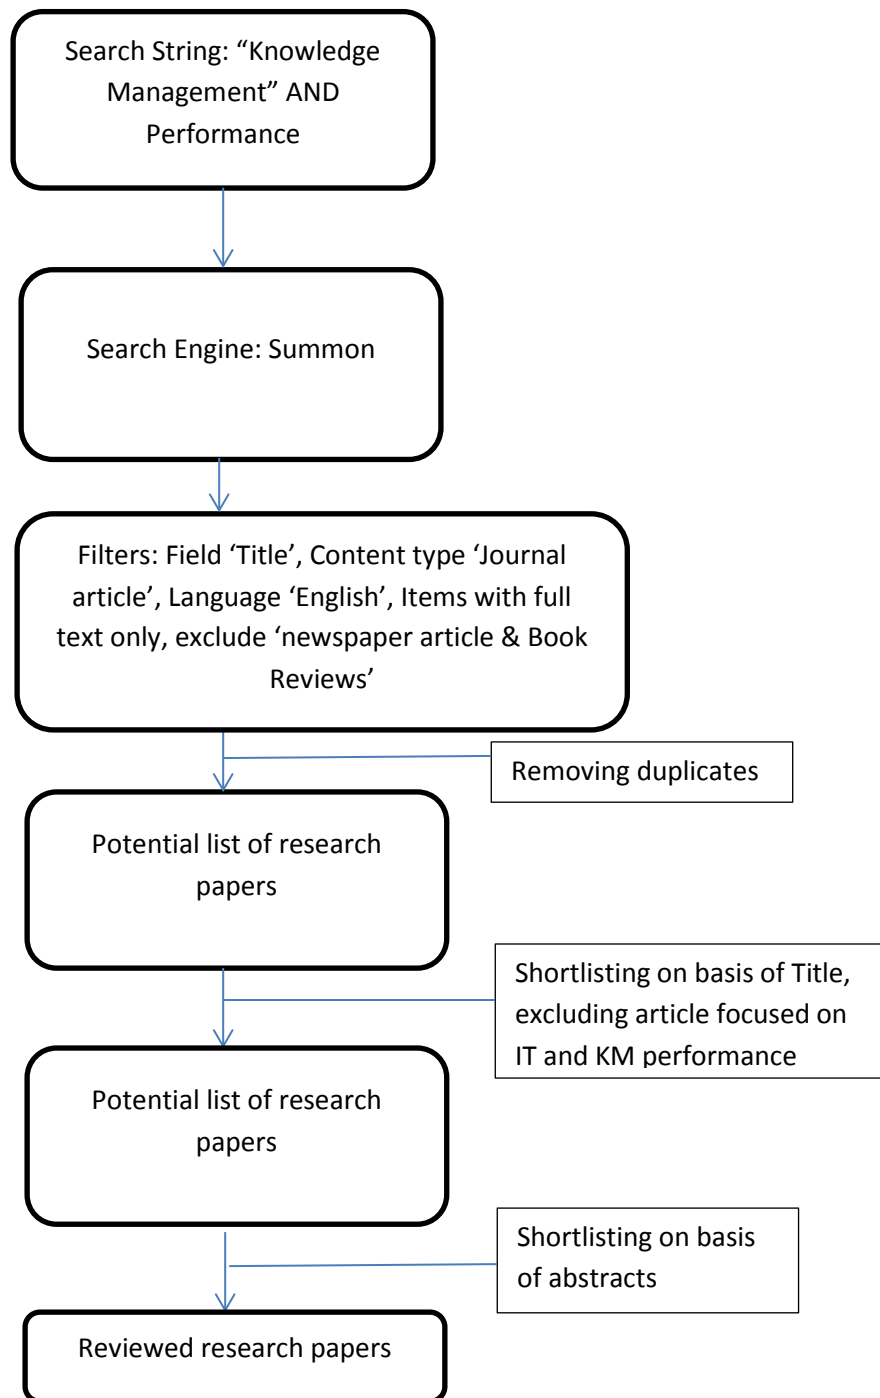 Search String: “Knowledge
Management” AND
Performance
Search Engine: Summon
Filters: Field ‘Title’, Content type ‘Journal
article’, Language ‘English’, Items with full
text only, exclude ‘newspaper article & Book
Reviews’
Removing duplicates
Potential list of research
papers
Shortlisting on basis of Title,
excluding article focused on
IT and KM performance
Potential list of research
papers
Shortlisting on basis
of abstracts
Reviewed research papers